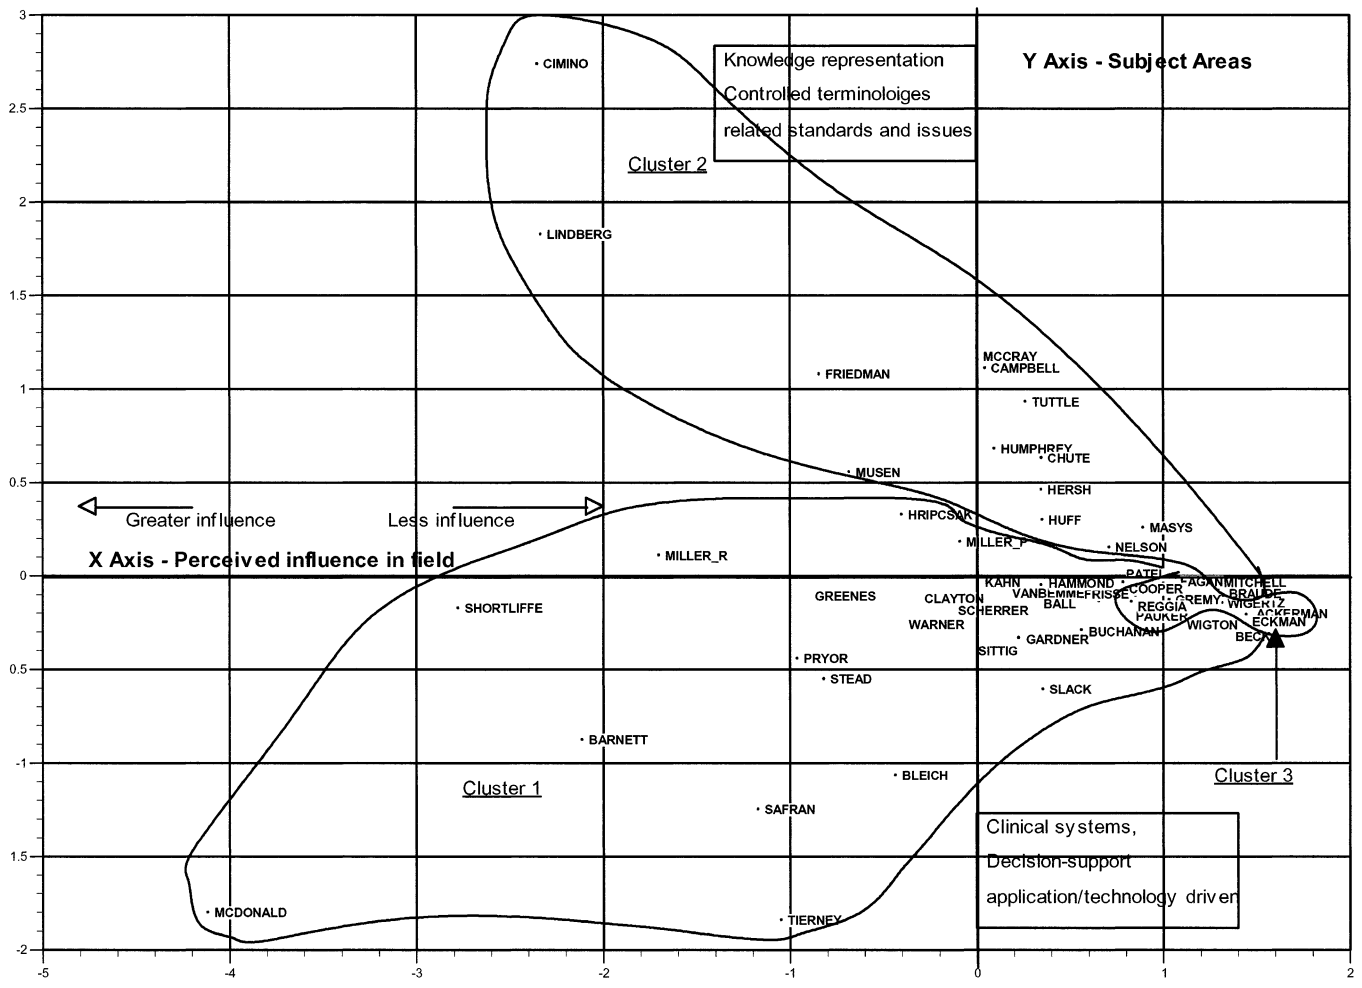 3
CIMINO
Knowledge representation
Y Axis - Subject Areas
Controlled terminoloiges
2.5
related standards and issues
Cluster 2
2
LINDBERG
1.5
MCCRAY
CAMPBELL
FRIEDMAN
1
TUTTLE
HUMPHREY
CHUTE
MUSEN
0.5
HERSH
Greater influence
Less influence
HRIPCSAK
HUFF
MASYS
MILLER_P
NELSON
X Axis - Perceived influence in field
MILLER_R
0
PATEL
KAHN
HAMMOND
MITCHELL
COOPER
GREENES
CLAYTON
VANBEMME
FRISSE
BRAUDE
BALL
REGGIA
GREMY
WIGERTZ
SHORTLIFFE
SCHERRER
PAUKER
ACKERMAN
WARNER
WIGTON
ECKMAN
BUCHANAN
BECK
GARDNER
SITTIG
PRYOR
0.5
STEAD
SLACK
BARNETT
-1
BLEICH
Cluster 3
Cluster 1
SAFRAN
Clinical systems,
1.5
Decision-support
application/technology driven
MCDONALD
TIERNEY
-2
-5 -4 -3 -2 -1 0 1 2